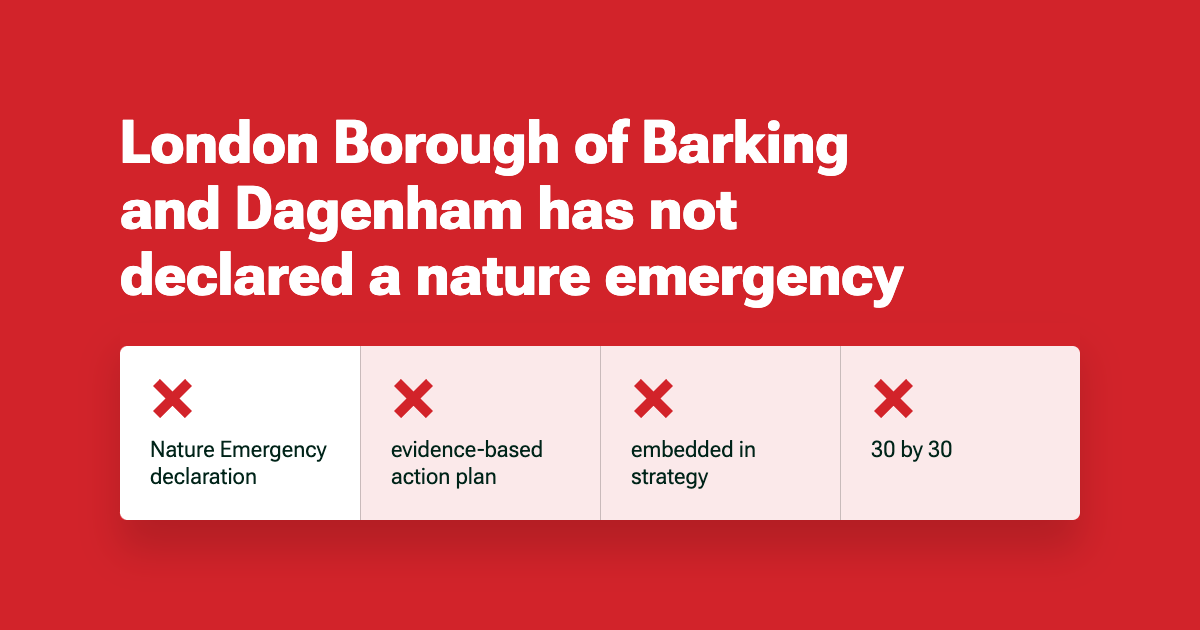 London Borough of Barking
and Dagenham has not
declared a nature emergency
Nature Emergency
declaration
evidence-based
action plan
embedded in
strategy
30 by 30